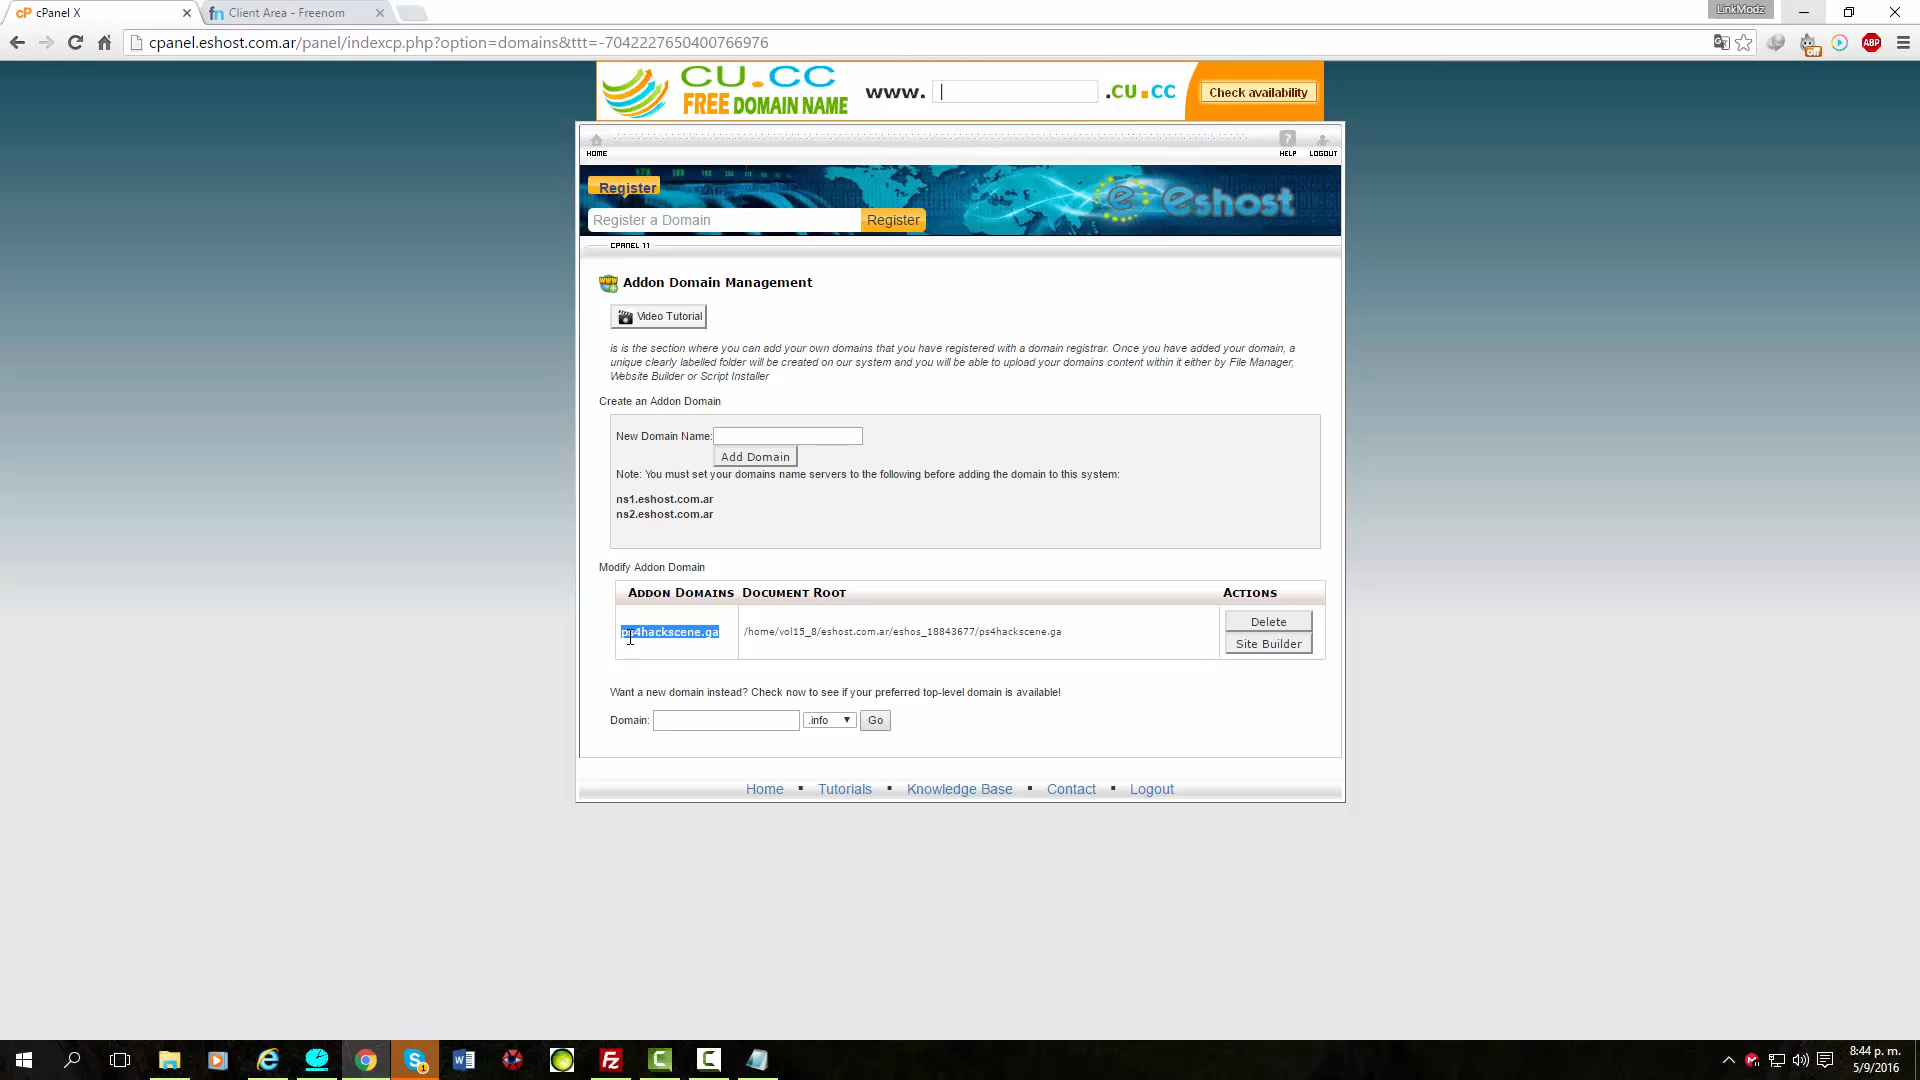 cPanel X
Client Area - Freenom
LinkModz
cpanel.eshost.com.ar/panel/indexcp.php?option=domains&ttt=-7042227650400766976
off
ABP
CU.CC
FREE DOMAIN NAME
www.
.CU.CC
Check availability
HOME
HELP
LOGOUT
Register
Register a Domain
Register
eshost
CPANEL 11
Addon Domain Management
Video Tutorial
is is the section where you can add your own domains that you have registered with a domain registrar. Once you have added your domain, a
unique clearly labelled folder will be created on our system and you will be able to upload your domains content within it either by File Manager,
Website Builder or Script Installer
Create an Addon Domain
New Domain Name:
Add Domain
Note: You must set your domains name servers to the following before adding the domain to this system:
ns1.eshost.com.ar
ns2.eshost.com.ar
Modify Addon Domain
Addon Domains Document Root Actions
ps4hackscene.ga /home/vol15_8/eshost.com.ar/eshos_18843677/ps4hackscene.ga
Delete
Site Builder
Want a new domain instead? Check now to see if your preferred top-level domain is available!
Domain: .info Go
Home ▪ Tutorials ▪ Knowledge Base ▪ Contact ▪ Logout
8:44 p. m.
5/9/2016